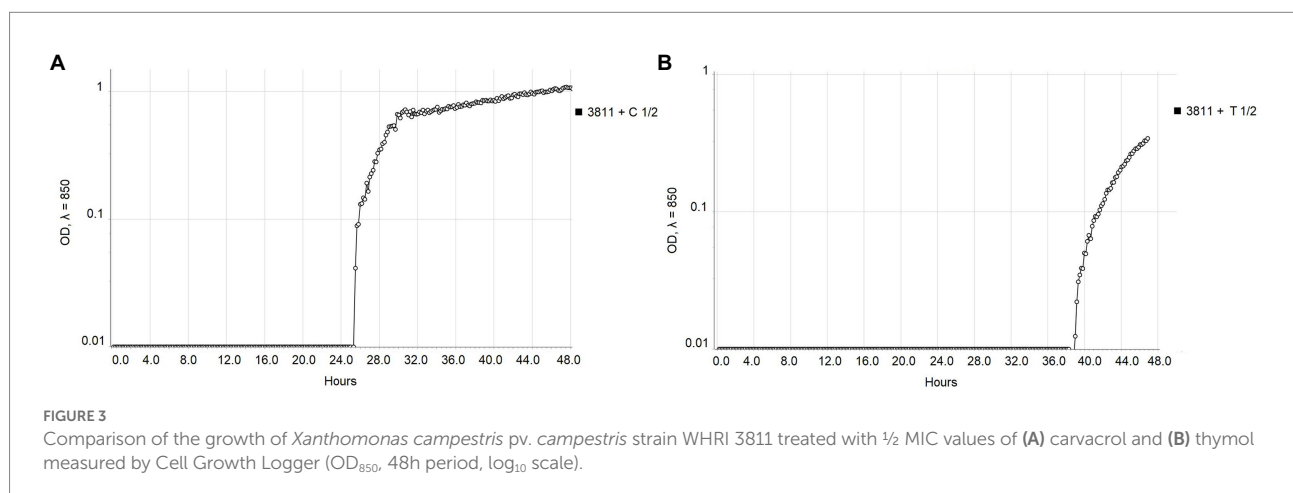 A
1
0.1
0.01
OD, λ = 850
0.0 4.0 8.0 12.0 16.0 20.0 24.0 28.0 32.0 36.0 40.0 44.0 48.0
Hours
3811 + C 1/2
B
1
0.1
0.01
OD, λ = 850
0.0 4.0 8.0 12.0 16.0 20.0 24.0 28.0 32.0 36.0 40.0 44.0 48.0
Hours
3811 + T 1/2
FIGURE 3
Comparison of the growth of Xanthomonas campestris pv. campestris strain WHRI 3811 treated with ½ MIC values of (A) carvacrol and (B) thymol
measured by Cell Growth Logger (OD₈₅₀, 48h period, log₁₀ scale).